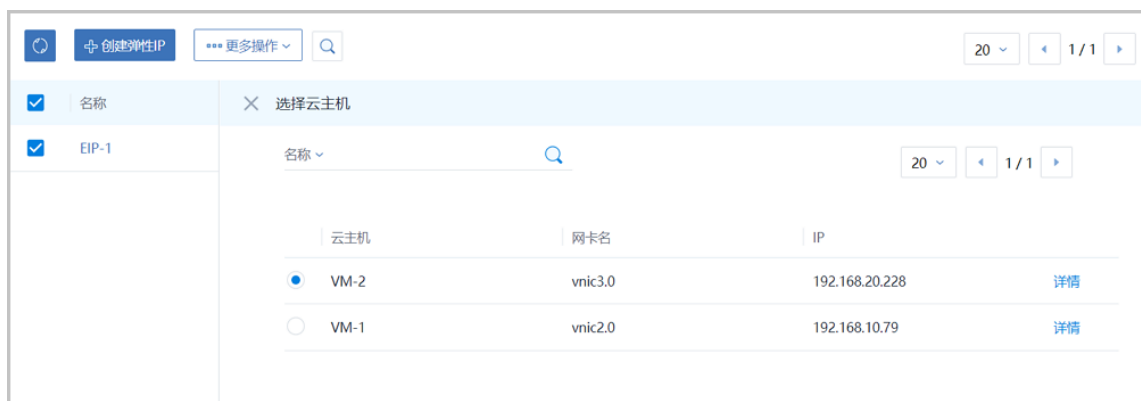 创建弹性IP 更多操作 20 1 / 1
名称 选择云主机
EIP-1 名称 20 1 / 1
云主机 网卡名 IP
VM-2 vnic3.0 192.168.20.228 详情
VM-1 vnic2.0 192.168.10.79 详情